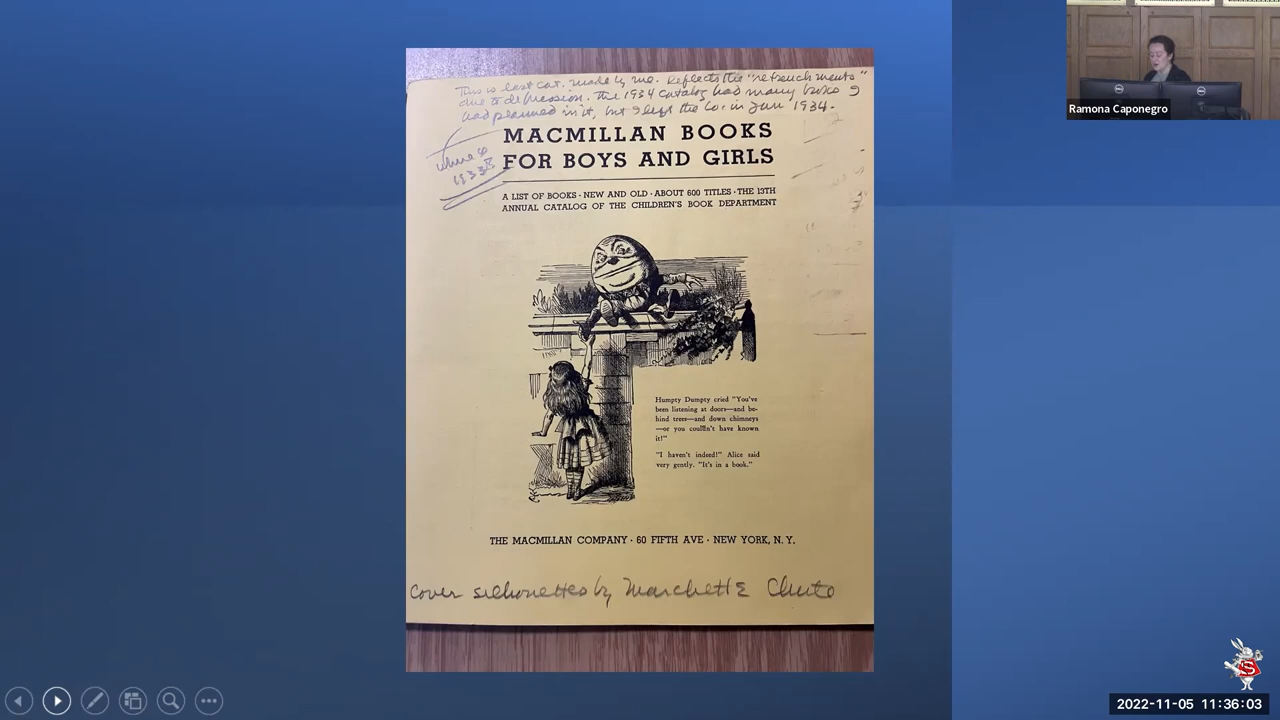 This is last cat. made by me. Reflects the "retrenchments"
due to depression. The 1934 catalog had many books I
had planned in it, but I left the Co. in Jan 1934.
1933
MACMILLAN BOOKS
FOR BOYS AND GIRLS
A LIST OF BOOKS · NEW AND OLD · ABOUT 600 TITLES · THE 13TH
ANNUAL CATALOG OF THE CHILDREN'S BOOK DEPARTMENT
Humpty Dumpty cried "You've
been listening at doors—and be-
hind trees—and down chimneys
—or you couldn't have known
it!"
"I haven't indeed!" Alice said
very gently. "It's in a book."
THE MACMILLAN COMPANY · 60 FIFTH AVE · NEW YORK, N. Y.
cover silhouettes by Marchette Chute
Ramona Caponegro
2022-11-05 11:36:03